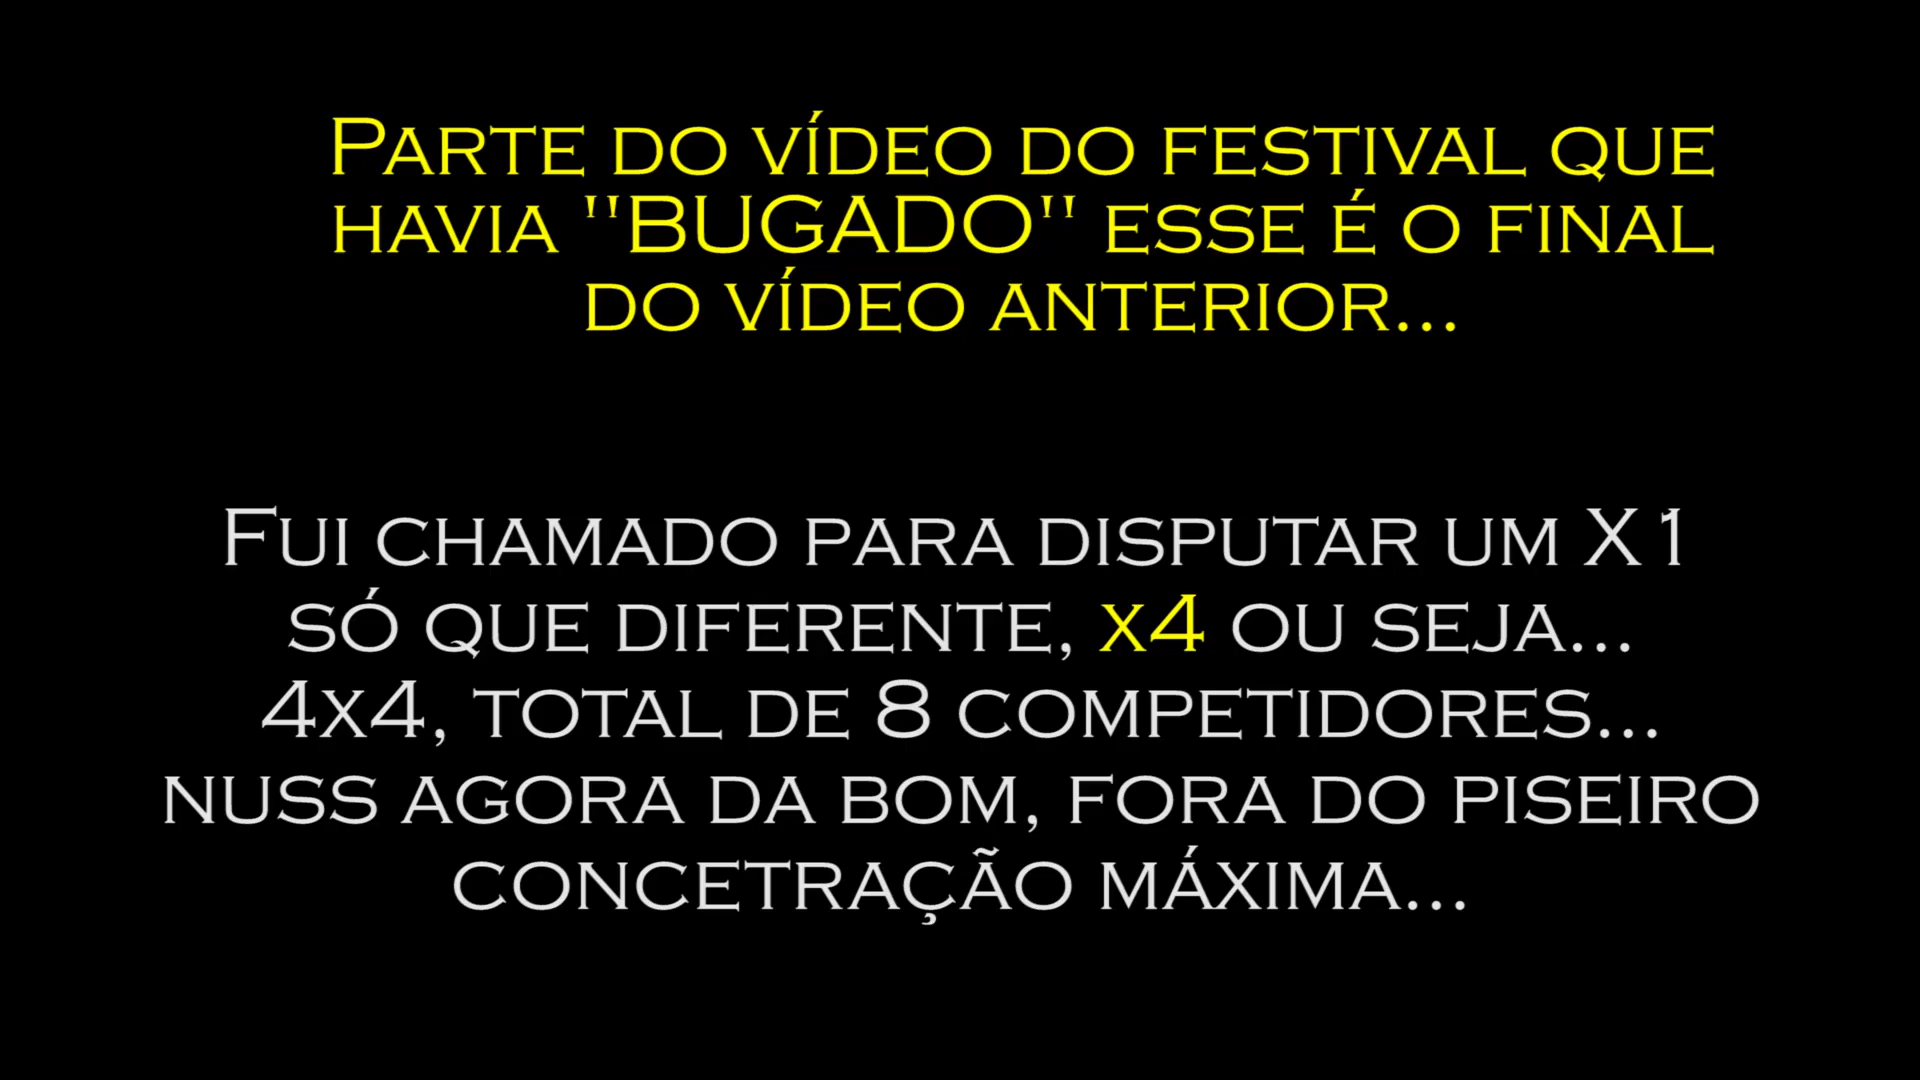 Parte do vídeo do festival que
havia "BUGADO" esse é o final
do vídeo anterior...
Fui chamado para disputar um X1
só que diferente, x4 ou seja...
4x4, total de 8 competidores...
nuss agora da bom, fora do piseiro
concetração máxima...